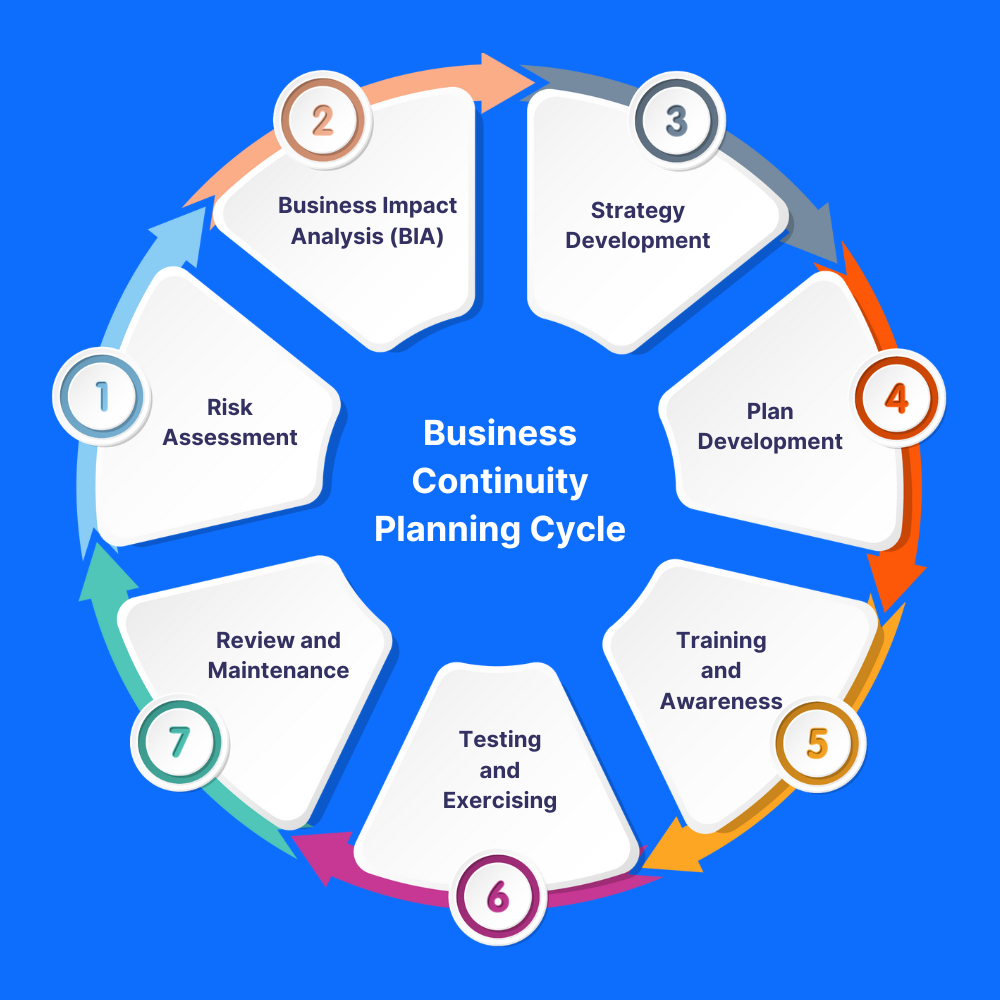 Business
Continuity
Planning Cycle
1
Risk
Assessment
2
Business Impact
Analysis (BIA)
3
Strategy
Development
4
Plan
Development
5
Training
and
Awareness
6
Testing
and
Exercising
7
Review and
Maintenance